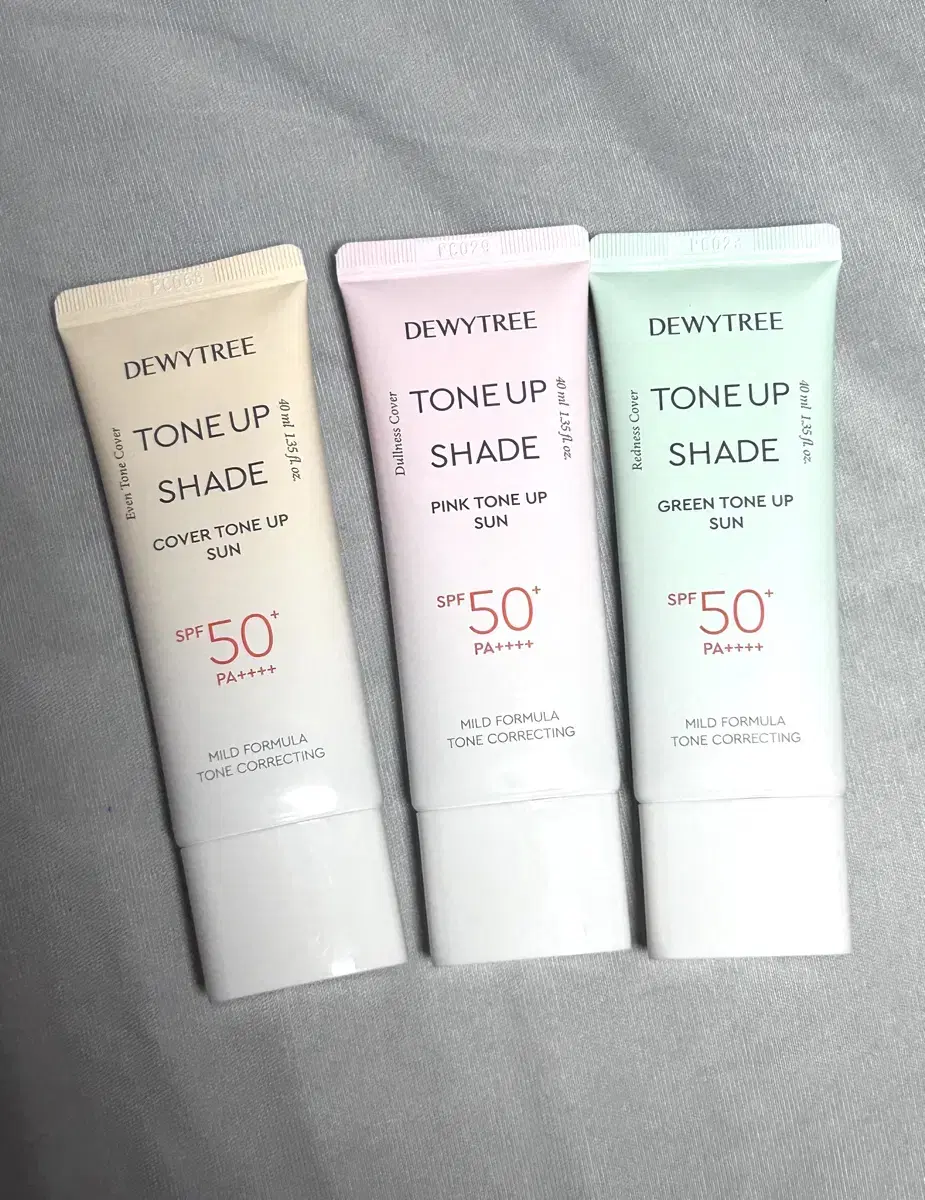 DEWYTREE
TONE UP
SHADE
Even Tone Cover
40 ml 1.35 fl. oz.
COVER TONE UP
SUN
SPF 50+
PA++++
MILD FORMULA
TONE CORRECTING
DEWYTREE
TONE UP
SHADE
Dullness Cover
40 ml 1.35 fl. oz.
PINK TONE UP
SUN
SPF 50+
PA++++
MILD FORMULA
TONE CORRECTING
DEWYTREE
TONE UP
SHADE
Redness Cover
40 ml 1.35 fl. oz.
GREEN TONE UP
SUN
SPF 50+
PA++++
MILD FORMULA
TONE CORRECTING